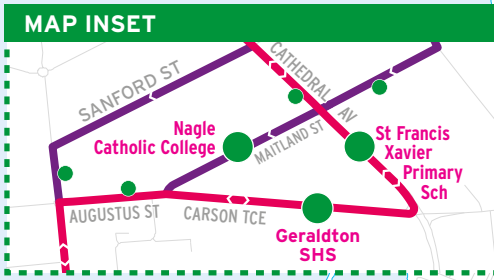 MAP INSET
SANFORD ST
CATHEDRAL AV
Nagle
Catholic College
MAITLAND ST
St Francis
Xavier
Primary
Sch
AUGUSTUS ST
CARSON TCE
Geraldton
SHS